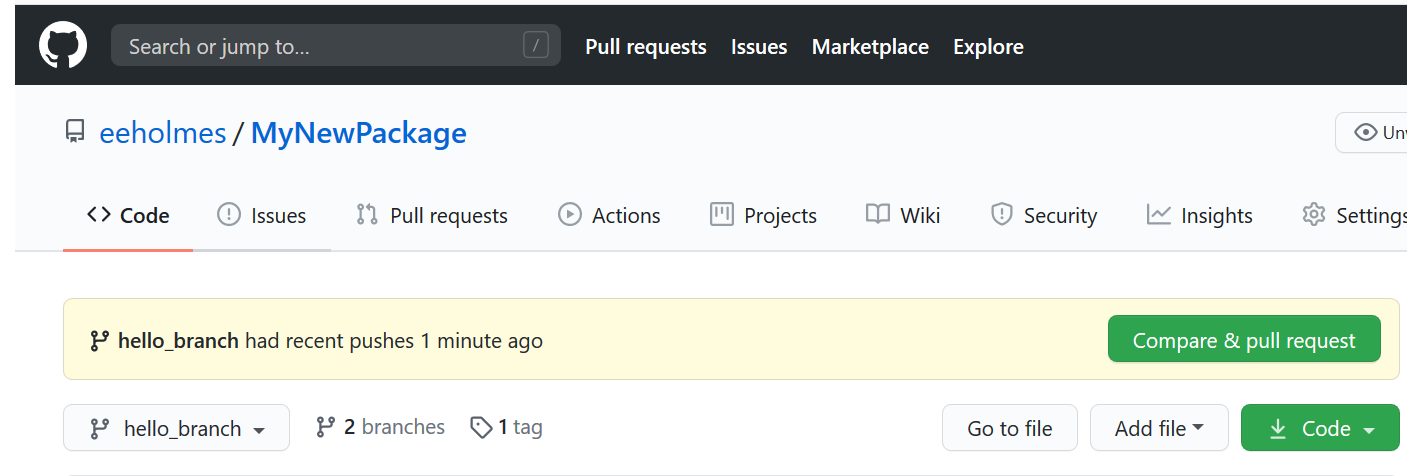 Search or jump to... / Pull requests Issues Marketplace Explore
eeholmes / MyNewPackage
Code Issues Pull requests Actions Projects Wiki Security Insights Settings
hello_branch had recent pushes 1 minute ago Compare & pull request
hello_branch 2 branches 1 tag Go to file Add file Code